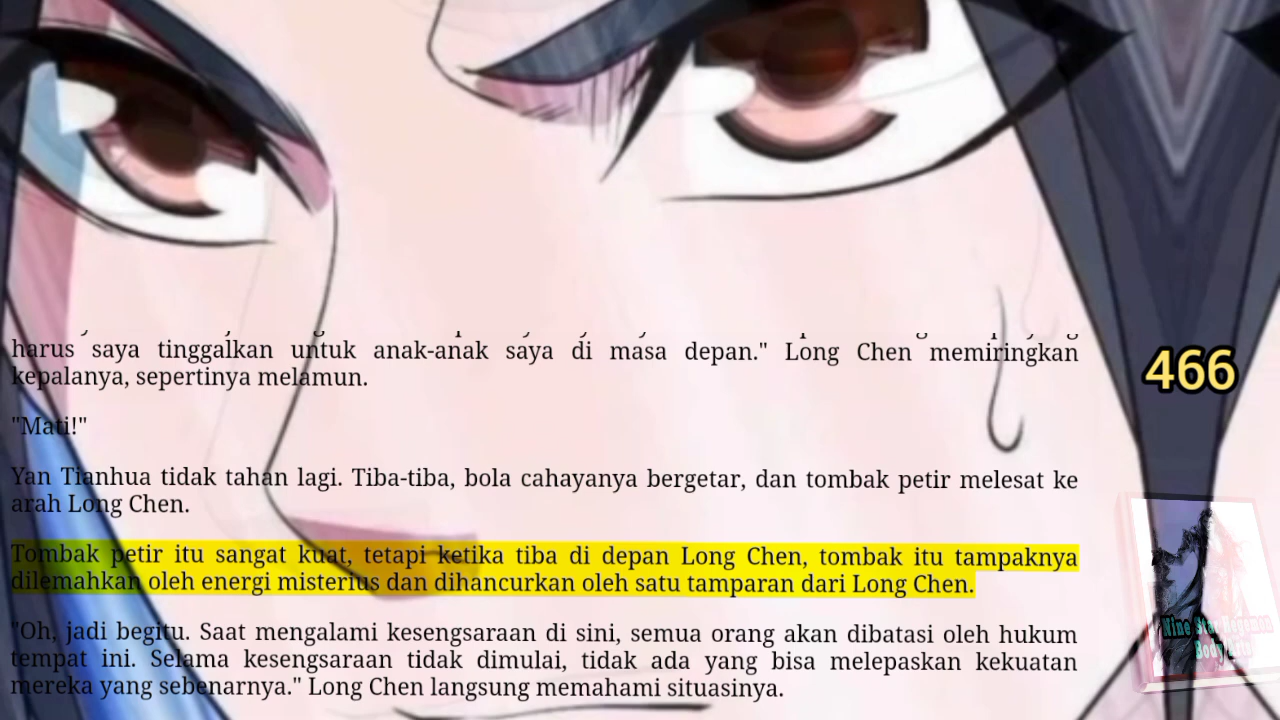 harus saya tinggalkan untuk anak-anak saya di masa depan." Long Chen memiringkan
kepalanya, sepertinya melamun.
"Mati!"
Yan Tianhua tidak tahan lagi. Tiba-tiba, bola cahayanya bergetar, dan tombak petir melesat ke
arah Long Chen.
Tombak petir itu sangat kuat, tetapi ketika tiba di depan Long Chen, tombak itu tampaknya
dilemahkan oleh energi misterius dan dihancurkan oleh satu tamparan dari Long Chen.
"Oh, jadi begitu. Saat mengalami kesengsaraan di sini, semua orang akan dibatasi oleh hukum
tempat ini. Selama kesengsaraan tidak dimulai, tidak ada yang bisa melepaskan kekuatan
mereka yang sebenarnya." Long Chen langsung memahami situasinya.
466
Nine Star Hegemon
Body Arts